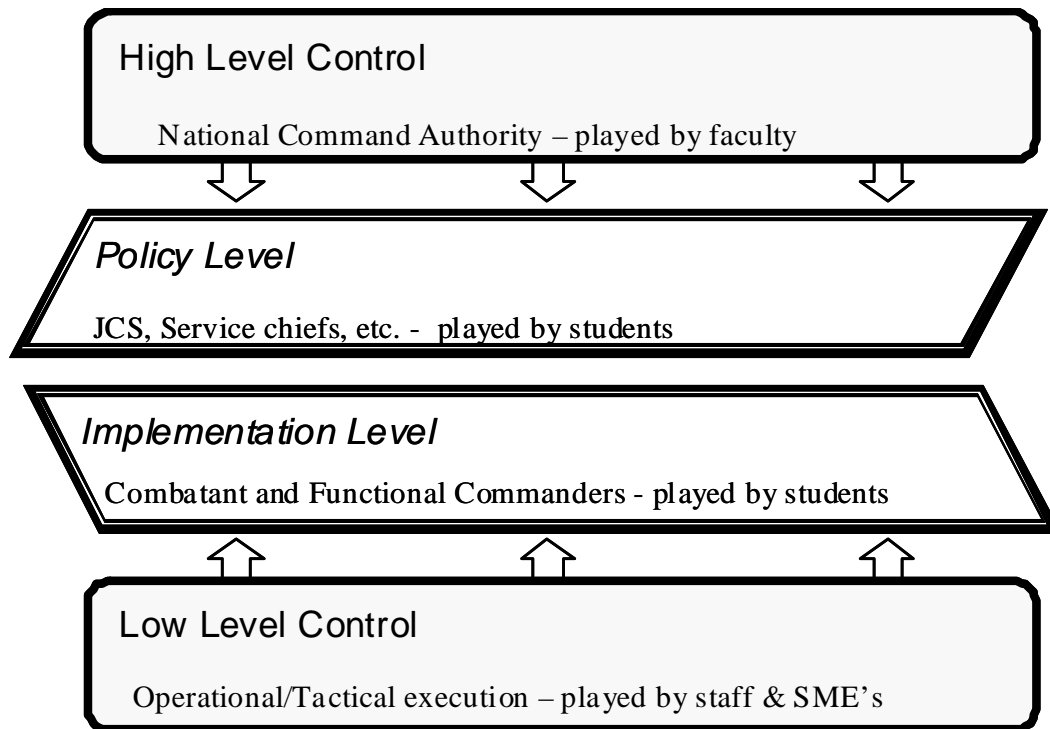 High Level Control
National Command Authority – played by faculty
Policy Level
JCS, Service chiefs, etc. - played by students
Implementation Level
Combatant and Functional Commanders - played by students
Low Level Control
Operational/Tactical execution – played by staff & SME’s